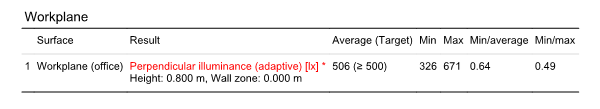 Workplane
Surface Result Average (Target) Min Max Min/average Min/max
1 Workplane (office) Perpendicular illuminance (adaptive) [lx] * 506 (≥ 500) 326 671 0.64 0.49
Height: 0.800 m, Wall zone: 0.000 m